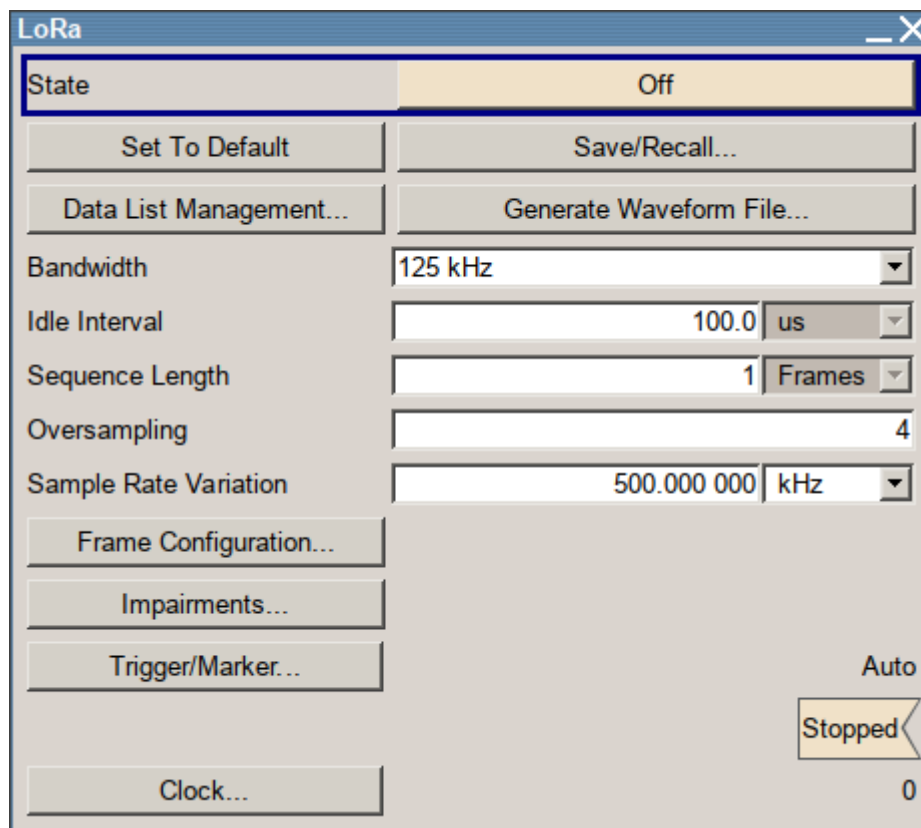 LoRa
State Off
Set To Default Save/Recall...
Data List Management... Generate Waveform File...
Bandwidth 125 kHz
Idle Interval 100.0 us
Sequence Length 1 Frames
Oversampling 4
Sample Rate Variation 500.000 000 kHz
Frame Configuration...
Impairments...
Trigger/Marker... Auto
Stopped
Clock... 0